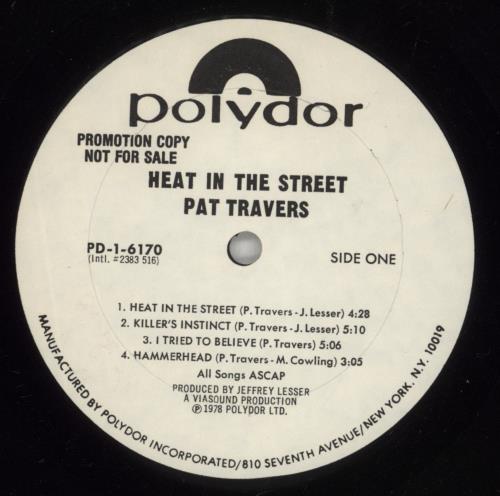 polydor
PROMOTION COPY
NOT FOR SALE
HEAT IN THE STREET
PAT TRAVERS
PD-1-6170
(Intl. #2383 516)
SIDE ONE
1. HEAT IN THE STREET (P. Travers - J. Lesser) 4:28
2. KILLER'S INSTINCT (P. Travers - J. Lesser) 5:10
3. I TRIED TO BELIEVE (P. Travers) 5:06
4. HAMMERHEAD (P. Travers - M. Cowling) 3:05
All Songs ASCAP
PRODUCED BY JEFFREY LESSER
A VIASOUND PRODUCTION
℗ 1978 POLYDOR LTD.
MANUFACTURED BY POLYDOR INCORPORATED/810 SEVENTH AVENUE/NEW YORK. N.Y. 10019